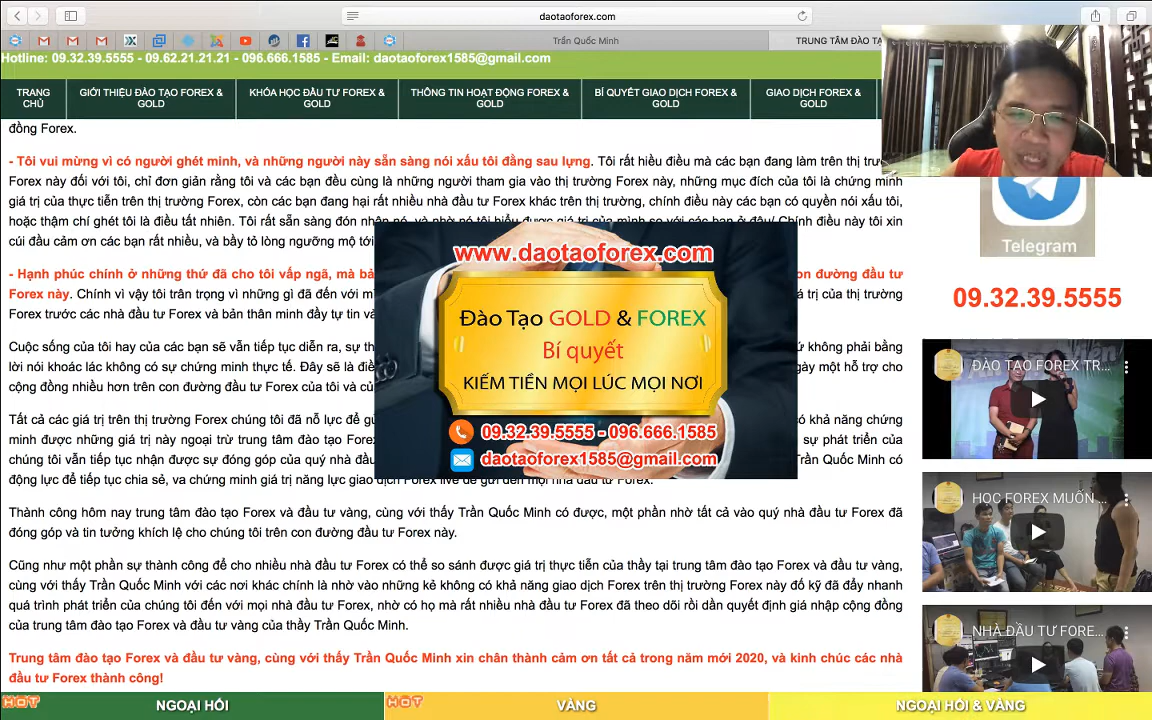 daotaoforex.com
Trần Quốc Minh
TRUNG TÂM ĐÀO TẠ
Hotline: 09.32.39.5555 - 09.62.21.21.21 - 096.666.1585 - Email: daotaoforex1585@gmail.com
TRANG CHỦ
GIỚI THIỆU ĐÀO TẠO FOREX & GOLD
KHÓA HỌC ĐẦU TƯ FOREX & GOLD
THÔNG TIN HOẠT ĐỘNG FOREX & GOLD
BÍ QUYẾT GIAO DỊCH FOREX & GOLD
GIAO DỊCH FOREX & GOLD
đồng Forex.
- Tôi vui mừng vì có người ghét minh, và những người này sẵn sàng nói xấu tôi đằng sau lựng. Tôi rất hiều điều mà các bạn đang làm trên thị trư
Forex này đối với tôi, chỉ đơn giản rằng tôi và các bạn đều cùng là những người tham gia vào thị trường Forex này, những mục đích của tôi là chứng minh
giá trị của thực tiễn trên thị trường Forex, còn các bạn đang hại rất nhiều nhà đầu tư Forex khác trên thị trường, chính điều này các bạn có quyền nói xấu tôi,
hoặc thậm chí ghét tôi là điều tất nhiên. Tôi rất sẵn sàng đón nhận nó, và nhờ nó tôi hiểu được giá trị của mình so với các bạn ở đâu! Chính điều này tôi xin
cúi đầu cảm ơn các bạn rất nhiều, và bầy tỏ lòng ngưỡng mộ tới
- Hạnh phúc chính ở những thứ đã cho tôi vấp ngã, mà bả
on đường đầu tư
Forex này. Chính vì vậy tôi trân trọng vì những gì đã đến với m
á trị của thị trường
Forex trước các nhà đầu tư Forex và bản thân minh đầy tự tin và
Cuộc sống của tôi hay của các bạn sẽ vẫn tiếp tục diễn ra, sự th
ứ không phải bằng
lời nói khoác lác không có sự chứng minh thực tế. Đây sẽ là điề
gày một hỗ trợ cho
cộng đồng nhiều hơn trên con đường đầu tư Forex của tôi và củ
Tất cả các giá trị trên thị trường Forex chúng tôi đã nỗ lực để gử
ó khả năng chứng
minh được những giá trị này ngoại trừ trung tâm đào tạo Fore
sự phát triển của
chúng tôi vẫn tiếp tục nhận được sự đóng góp của quý nhà đầu
Trần Quốc Minh có
động lực để tiếp tục chia sẻ, va chứng minh giá trị năng lực giao dịch Forex live để gửi đến mọi nhà đầu tư Forex.
Thành công hôm nay trung tâm đào tạo Forex và đầu tư vàng, cùng với thấy Trần Quốc Minh có được, một phần nhờ tất cả vào quý nhà đầu tư Forex đã
đóng góp và tin tưởng khích lệ cho chúng tôi trên con đường đầu tư Forex này.
Cũng như một phần sự thành công để cho nhiều nhà đầu tư Forex có thể so sánh được giá trị thực tiễn của thầy tại trung tâm đào tạo Forex và đầu tư vàng,
cùng với thấy Trần Quốc Minh với các nơi khác chính là nhờ vào những kẻ không có khả năng giao dịch Forex trên thị trường Forex này đố kỹ đã đẩy nhanh
quá trình phát triển của chúng tôi đến với mọi nhà đầu tư Forex, nhờ có họ mà rất nhiều nhà đầu tư Forex đã theo dõi rồi dần quyết định giá nhập cộng đồng
của trung tâm đào tạo Forex và đầu tư vàng của thầy Trần Quốc Minh.
Trung tâm đào tạo Forex và đầu tư vàng, cùng với thấy Trần Quốc Minh xin chân thành cảm ơn tất cả trong năm mới 2020, và kinh chúc các nhà
đầu tư Forex thành công!
www.daotaoforex.com
Đào Tạo GOLD & FOREX
Bí quyết
KIẾM TIỀN MỌI LÚC MỌI NƠI
09.32.39.5555 - 096.666.1585
daotaoforex1585@gmail.com
Telegram
09.32.39.5555
ĐÀO TẠO FOREX TR...
HỌC FOREX MUỐN ...
NHÀ ĐẦU TƯ FORE...
HOT
NGOẠI HỐI
HOT
VÀNG
NGOẠI HỐI & VÀNG